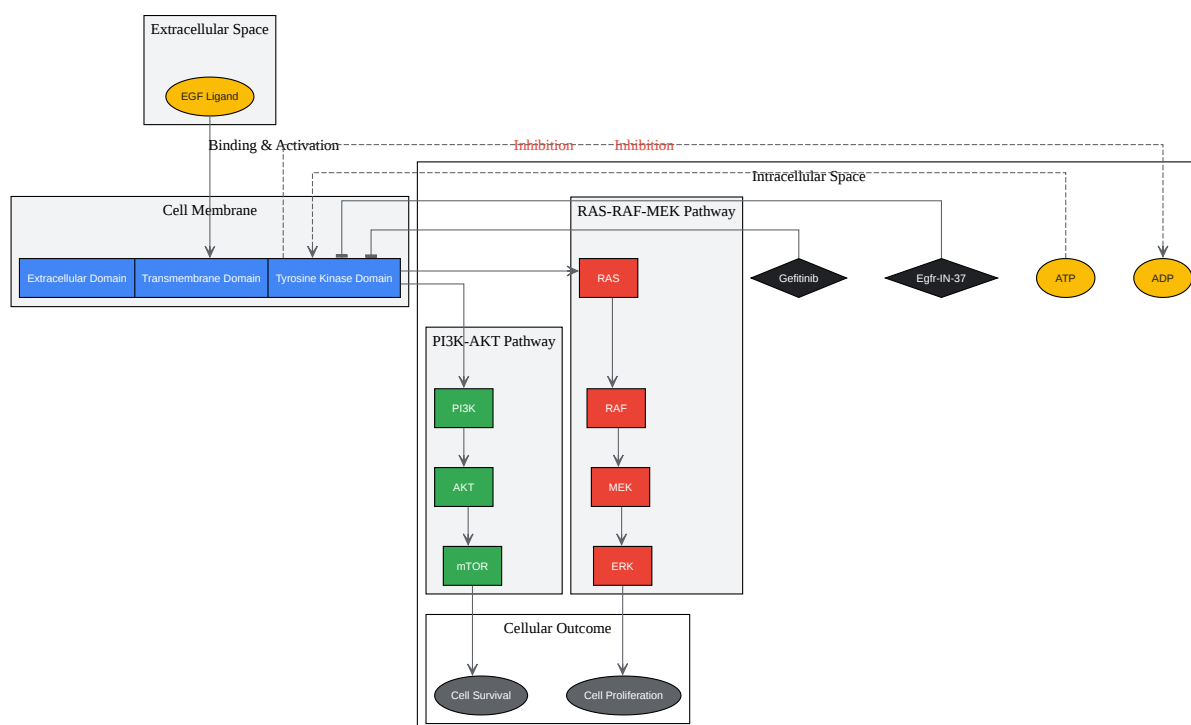 Extracellular Space
EGF Ligand
Binding & Activation
Inhibition
Inhibition
Intracellular Space
Cell Membrane
RAS-RAF-MEK Pathway
Extracellular Domain
Transmembrane Domain
Tyrosine Kinase Domain
RAS
Gefitinib
Egfr-IN-37
ATP
ADP
PI3K-AKT Pathway
PI3K
RAF
AKT
MEK
mTOR
ERK
Cellular Outcome
Cell Survival
Cell Proliferation